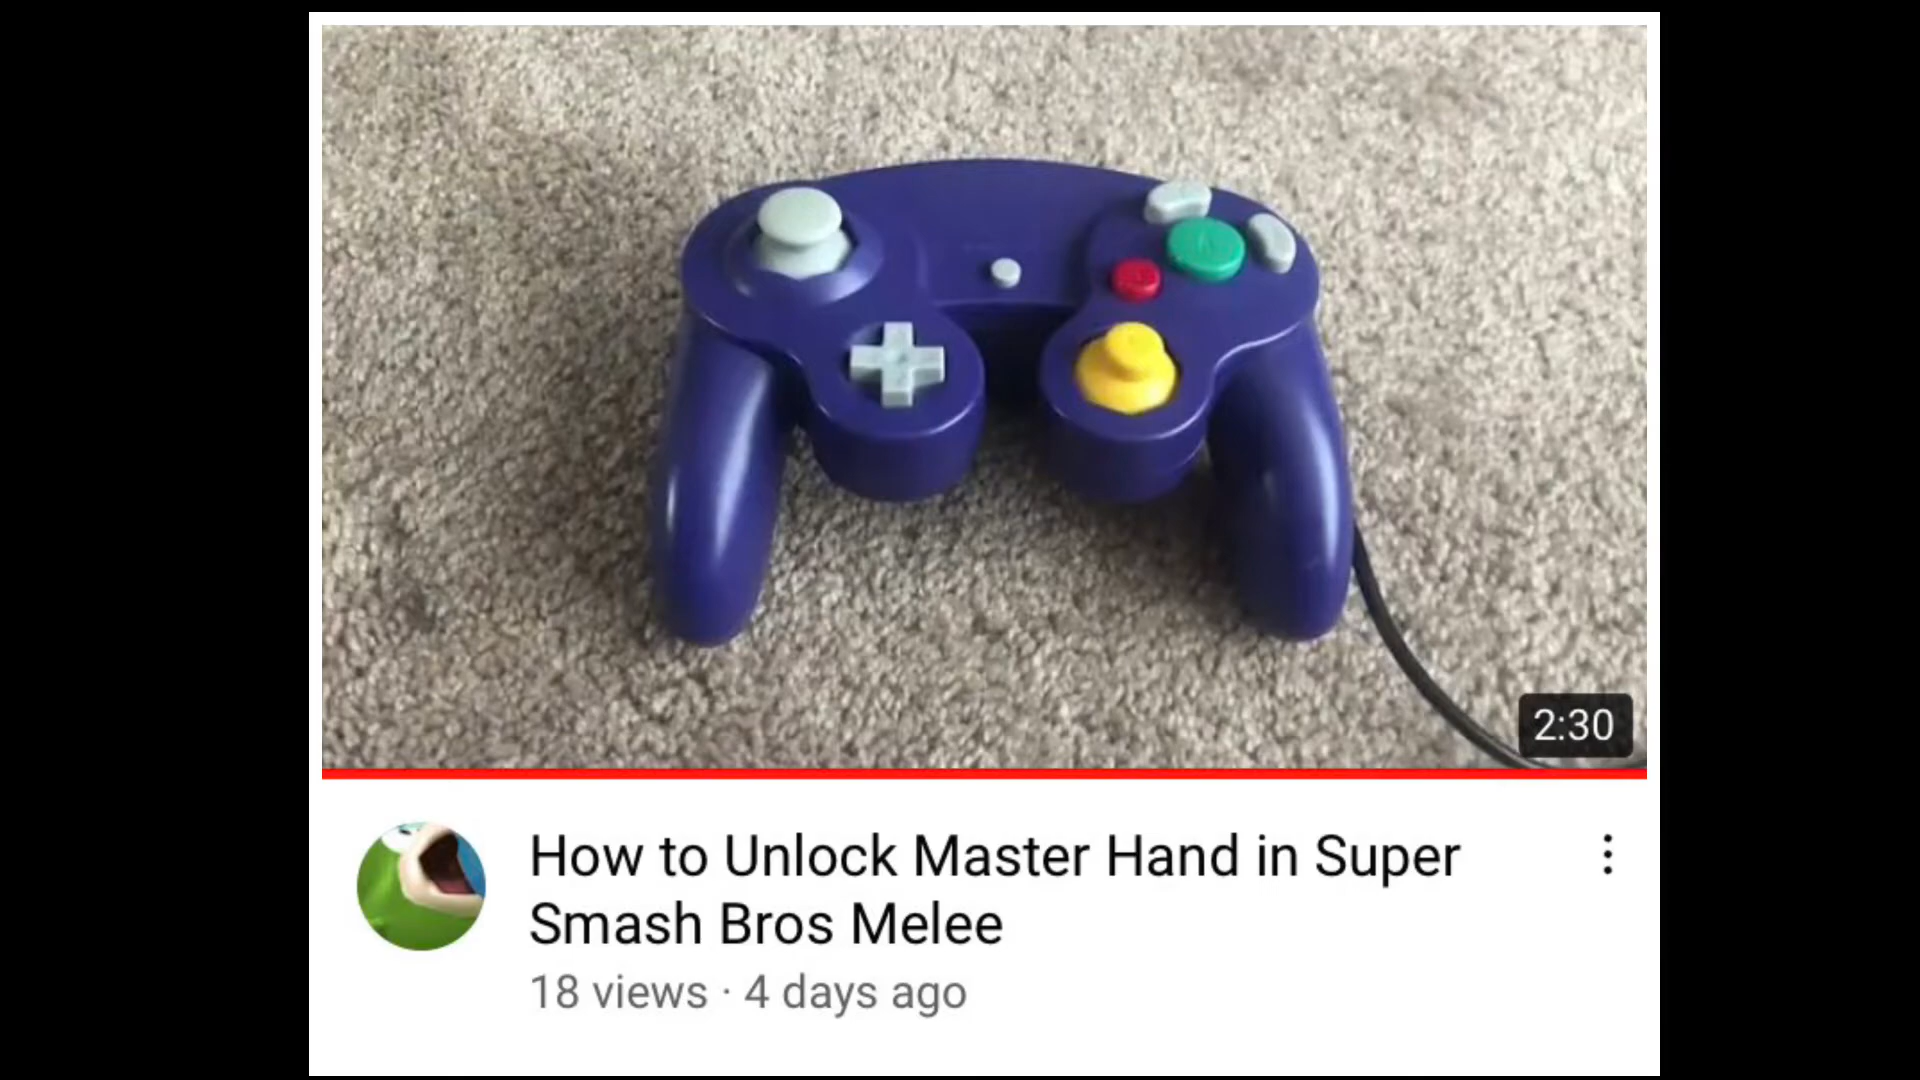 2:30
How to Unlock Master Hand in Super
Smash Bros Melee
18 views · 4 days ago